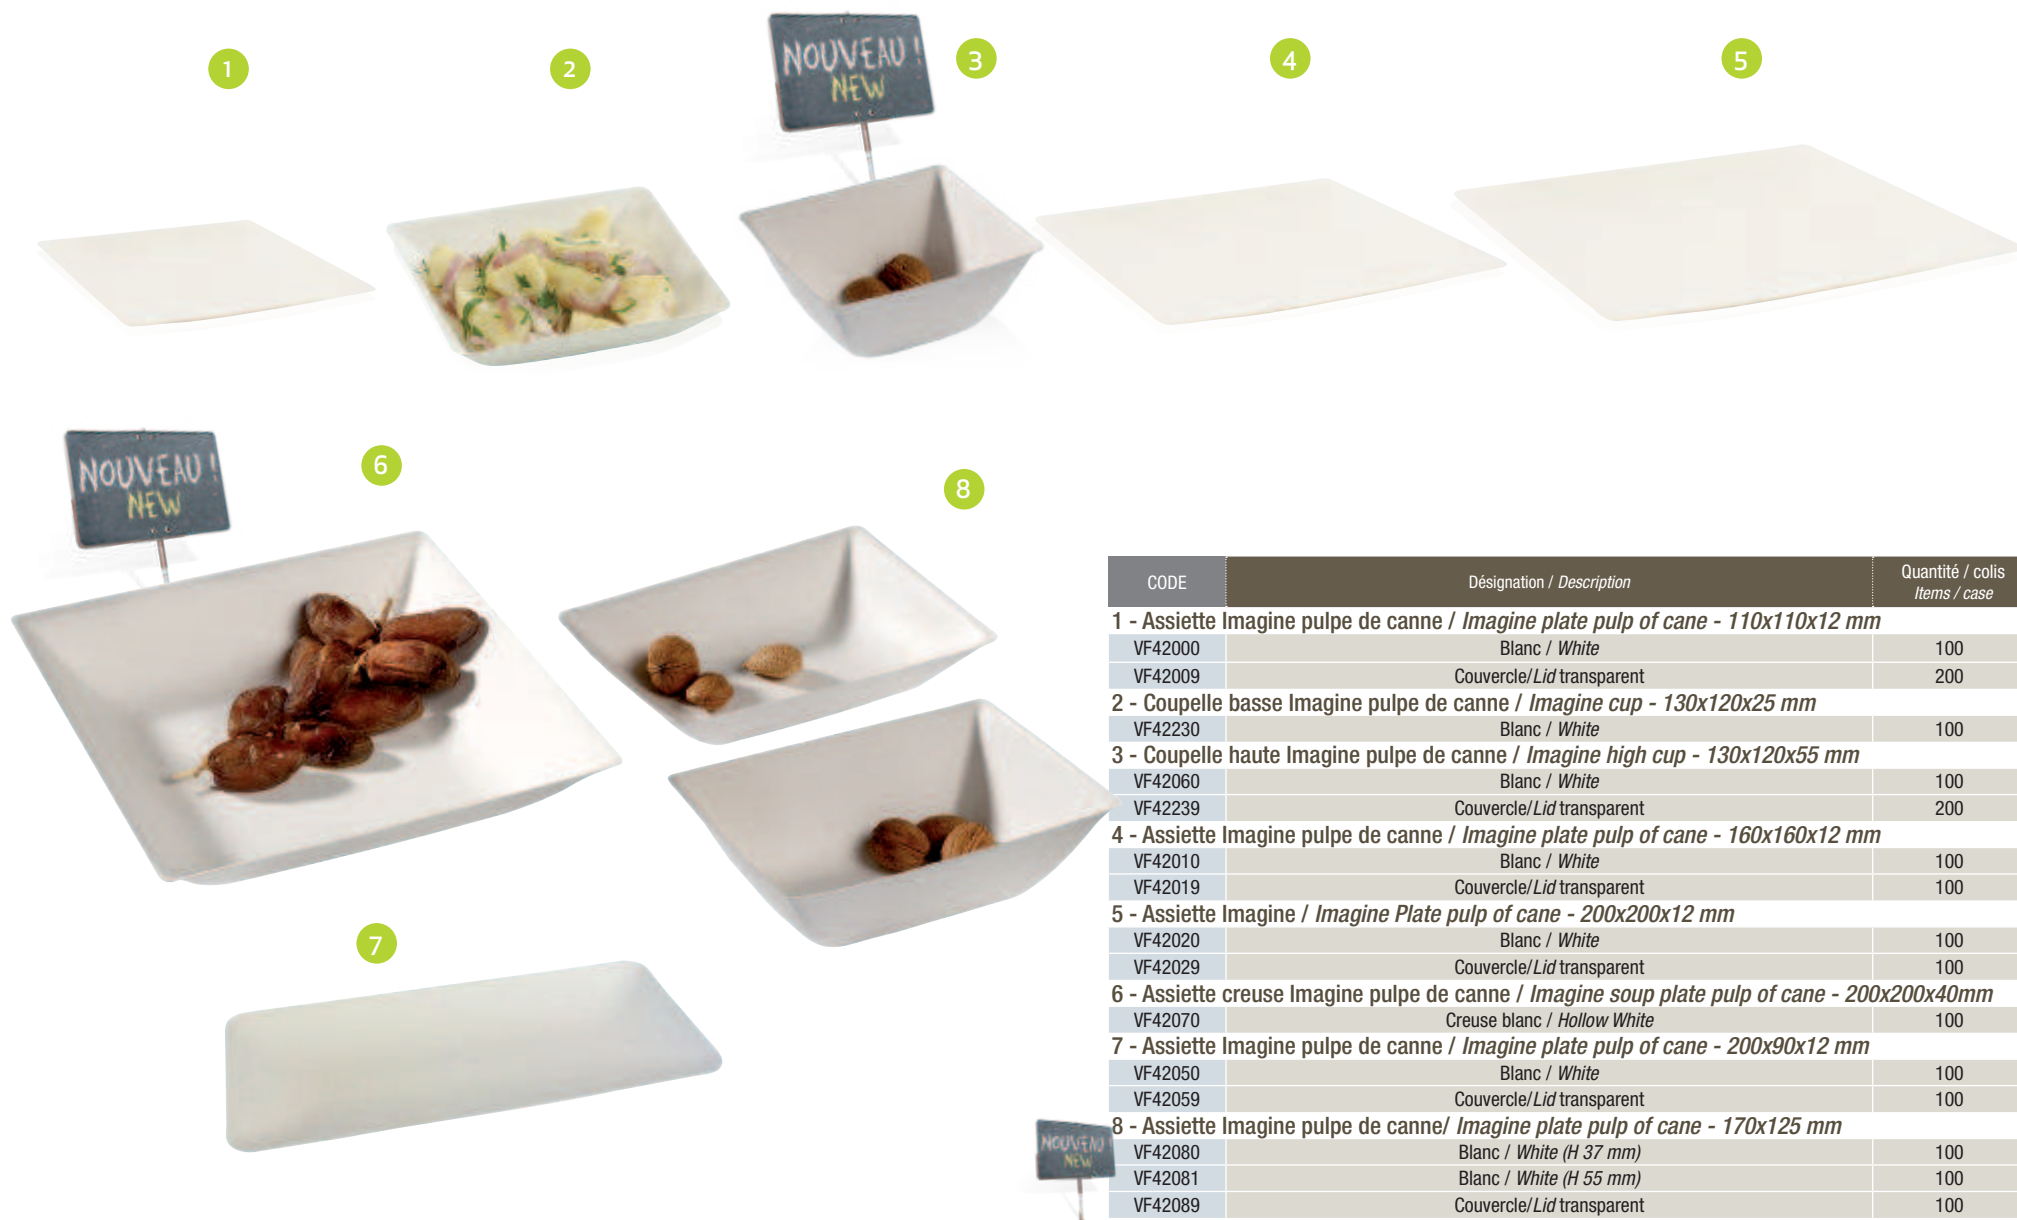 1
2
NOUVEAU !
NEW
3
4
5
NOUVEAU !
NEW
6
8
7
CODE Désignation / Description Quantité / colis
Items / case
1 - Assiette Imagine pulpe de canne / Imagine plate pulp of cane - 110x110x12 mm
VF42000 Blanc / White 100
VF42009 Couvercle/Lid transparent 200
2 - Coupelle basse Imagine pulpe de canne / Imagine cup - 130x120x25 mm
VF42230 Blanc / White 100
3 - Coupelle haute Imagine pulpe de canne / Imagine high cup - 130x120x55 mm
VF42060 Blanc / White 100
VF42239 Couvercle/Lid transparent 200
4 - Assiette Imagine pulpe de canne / Imagine plate pulp of cane - 160x160x12 mm
VF42010 Blanc / White 100
VF42019 Couvercle/Lid transparent 100
5 - Assiette Imagine / Imagine Plate pulp of cane - 200x200x12 mm
VF42020 Blanc / White 100
VF42029 Couvercle/Lid transparent 100
6 - Assiette creuse Imagine pulpe de canne / Imagine soup plate pulp of cane - 200x200x40mm
VF42070 Creuse blanc / Hollow White 100
7 - Assiette Imagine pulpe de canne / Imagine plate pulp of cane - 200x90x12 mm
VF42050 Blanc / White 100
VF42059 Couvercle/Lid transparent 100
8 - Assiette Imagine pulpe de canne/ Imagine plate pulp of cane - 170x125 mm
NOUVEAU !
NEW
VF42080 Blanc / White (H 37 mm) 100
VF42081 Blanc / White (H 55 mm) 100
VF42089 Couvercle/Lid transparent 100